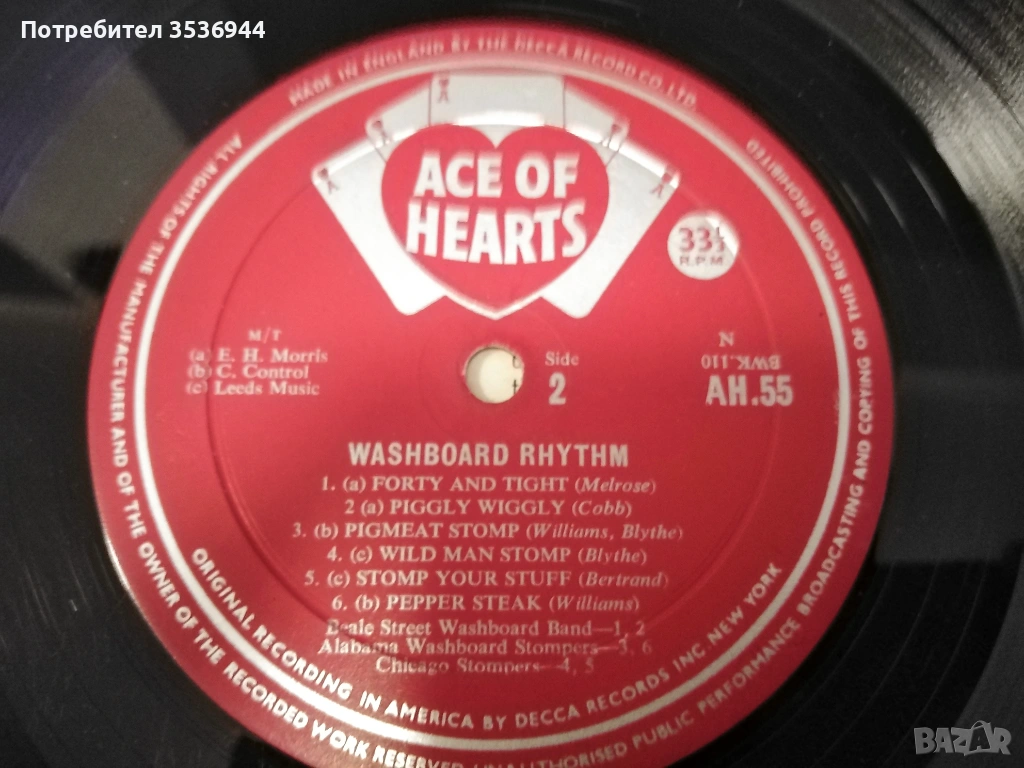 Потребител 3536944
MADE IN ENGLAND BY THE DECCA RECORD CO. LTD.
ALL RIGHTS OF THE MANUFACTURER AND OF THE OWNER OF THE RECORDED WORK RESERVED UNAUTHORISED PUBLIC PERFORMANCE BROADCASTING AND COPYING OF THIS RECORD PROHIBITED
A
A
A
A
ACE OF
HEARTS
33⅓
R.P.M
M/T
(a) E. H. Morris
(b) C. Control
(c) Leeds Music
Side
2
N
BWK-110
AH.55
WASHBOARD RHYTHM
1. (a) FORTY AND TIGHT (Melrose)
2 (a) PIGGLY WIGGLY (Cobb)
3. (b) PIGMEAT STOMP (Williams, Blythe)
4. (c) WILD MAN STOMP (Blythe)
5. (c) STOMP YOUR STUFF (Bertrand)
6. (b) PEPPER STEAK (Williams)
Beale Street Washboard Band—1, 2
Alabama Washboard Stompers—3, 6
Chicago Stompers—4, 5
ORIGINAL RECORDING IN AMERICA BY DECCA RECORDS INC. NEW YORK
BAZAR